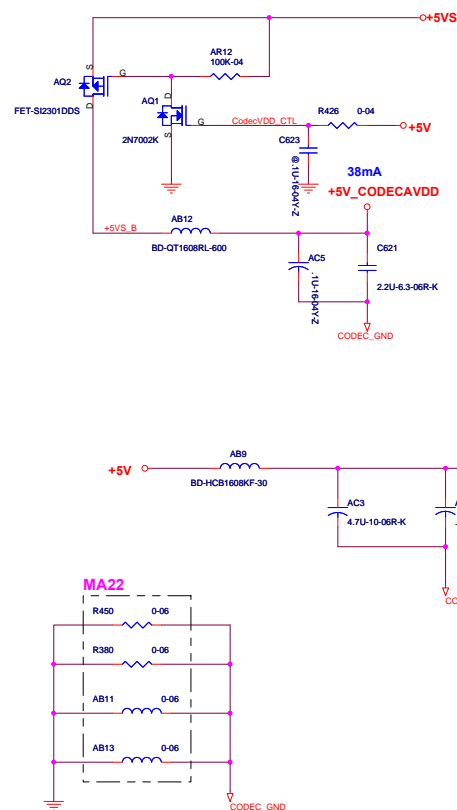 +5VS
AR12
100K-04
S
AQ2
G
D
FET-SI2301DDS
AQ1
D
S
G
2N7002K
CodecVDD_CTL
R426
0-04
+5V
C623
@.1U-16-04Y-Z
38mA
+5V_CODECAVDD
+5VS_B
AB12
BD-QT1608RL-600
AC5
.1U-16-04Y-Z
C621
2.2U-6.3-06R-K
CODEC_GND
+5V
AB9
BD-HCB1608KF-30
AC3
4.7U-10-06R-K
MA22
R450
0-06
R380
0-06
AB11
0-06
AB13
0-06
CODEC_GND